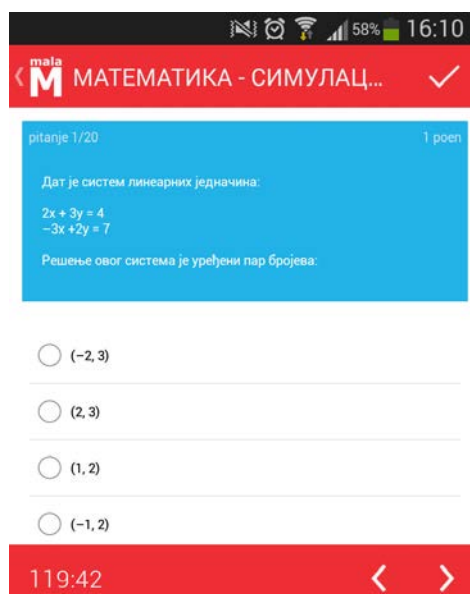 58% 16:10
mala
M МАТЕМАТИКА - СИМУЛАЦ...
pitanje 1/20 1 poen
Дат је систем линеарних једначина:
2x + 3y = 4
−3x +2y = 7
Решење овог система је уређени пар бројева:
(−2, 3)
(2, 3)
(1, 2)
(−1, 2)
119:42